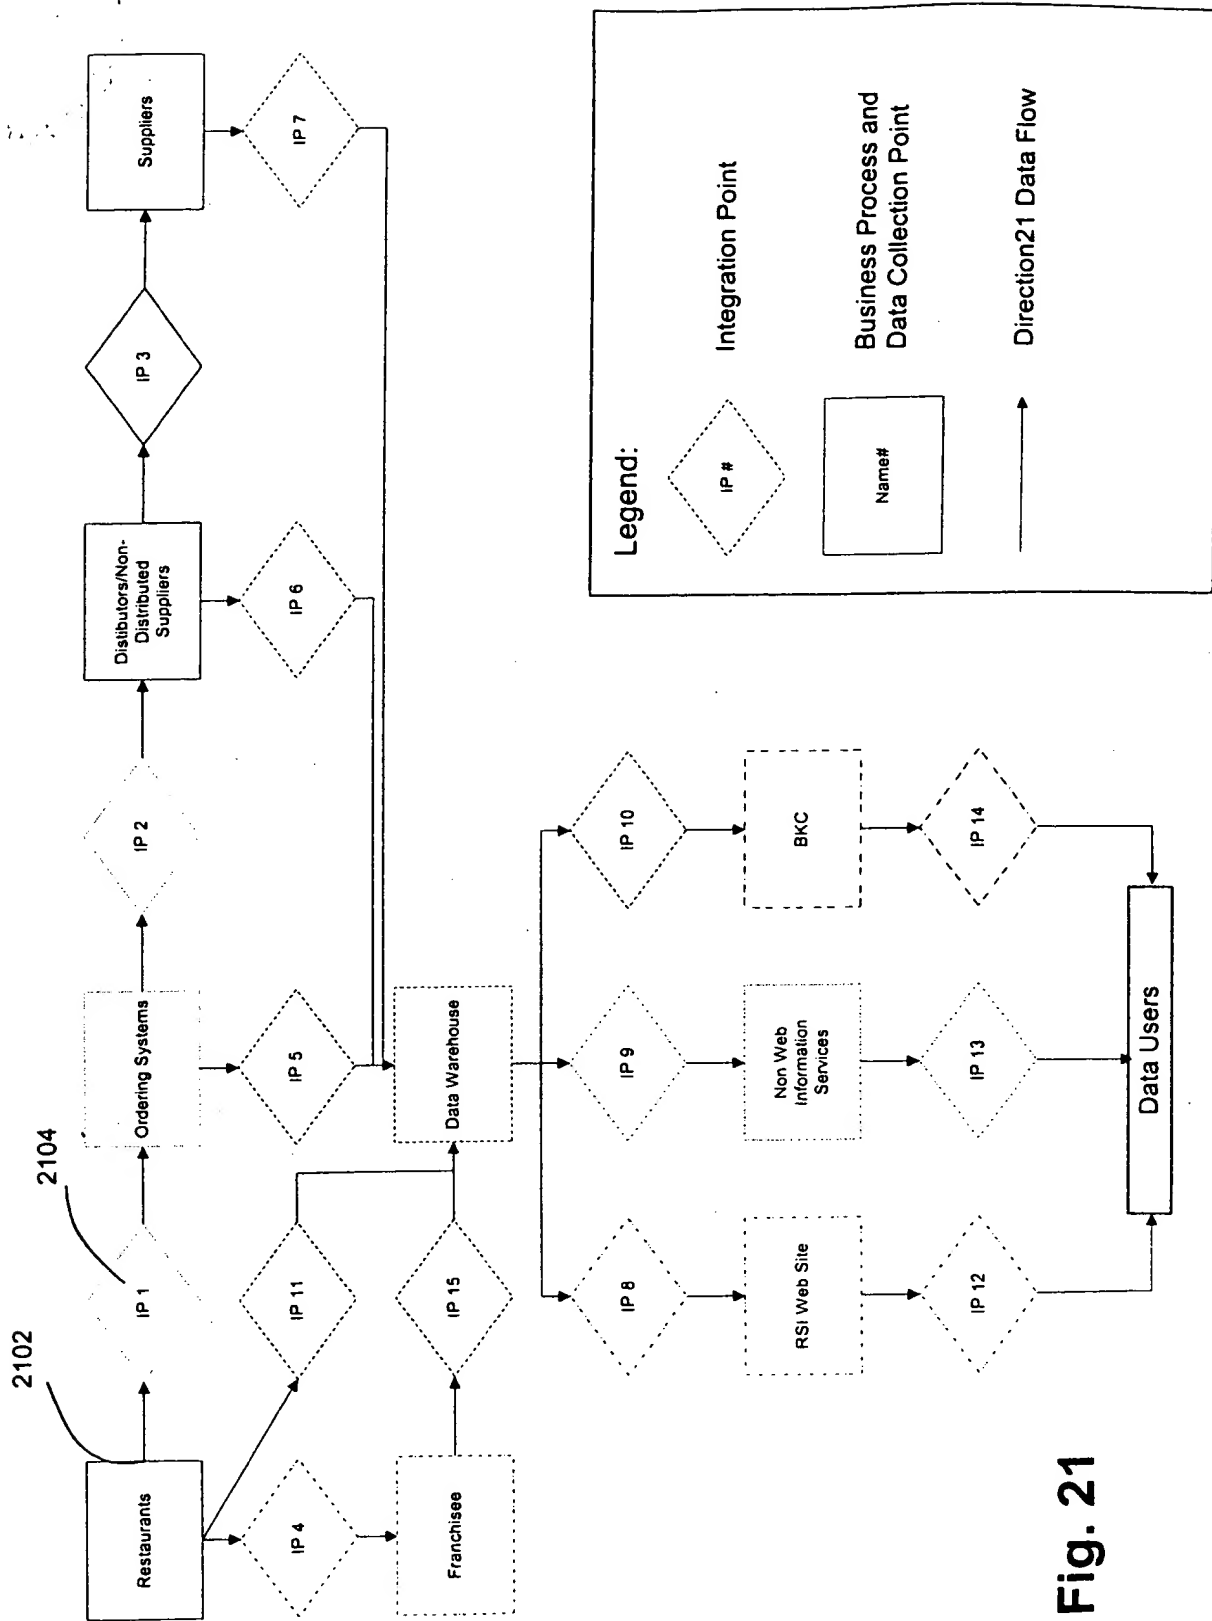 2102
2104
Restaurants
IP 1
Ordering Systems
IP 2
Distibutors/Non-
Distributed
Suppliers
IP 3
Suppliers
IP 4
IP 11
IP 5
IP 6
IP 7
Franchisee
IP 15
Data Warehouse
IP 8
IP 9
IP 10
RSI Web Site
Non Web
Information
Services
BKC
IP 12
IP 13
IP 14
Data Users
Legend:
IP #
Integration Point
Name#
Business Process and
Data Collection Point
Direction21 Data Flow
Fig. 21